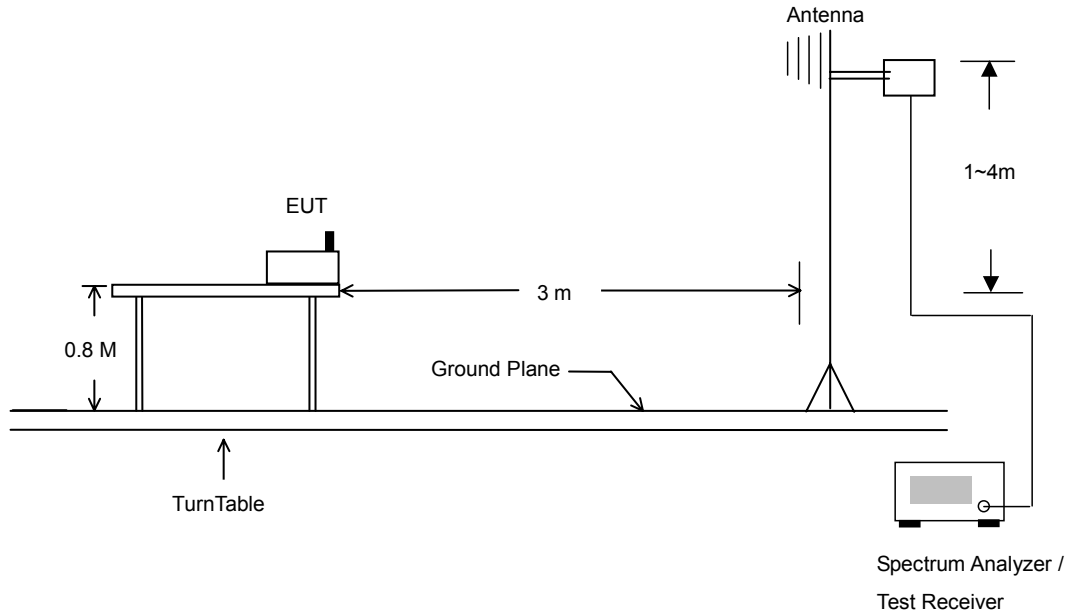 Antenna
1~4m
EUT
3 m
0.8 M
Ground Plane
TurnTable
Spectrum Analyzer /
Test Receiver